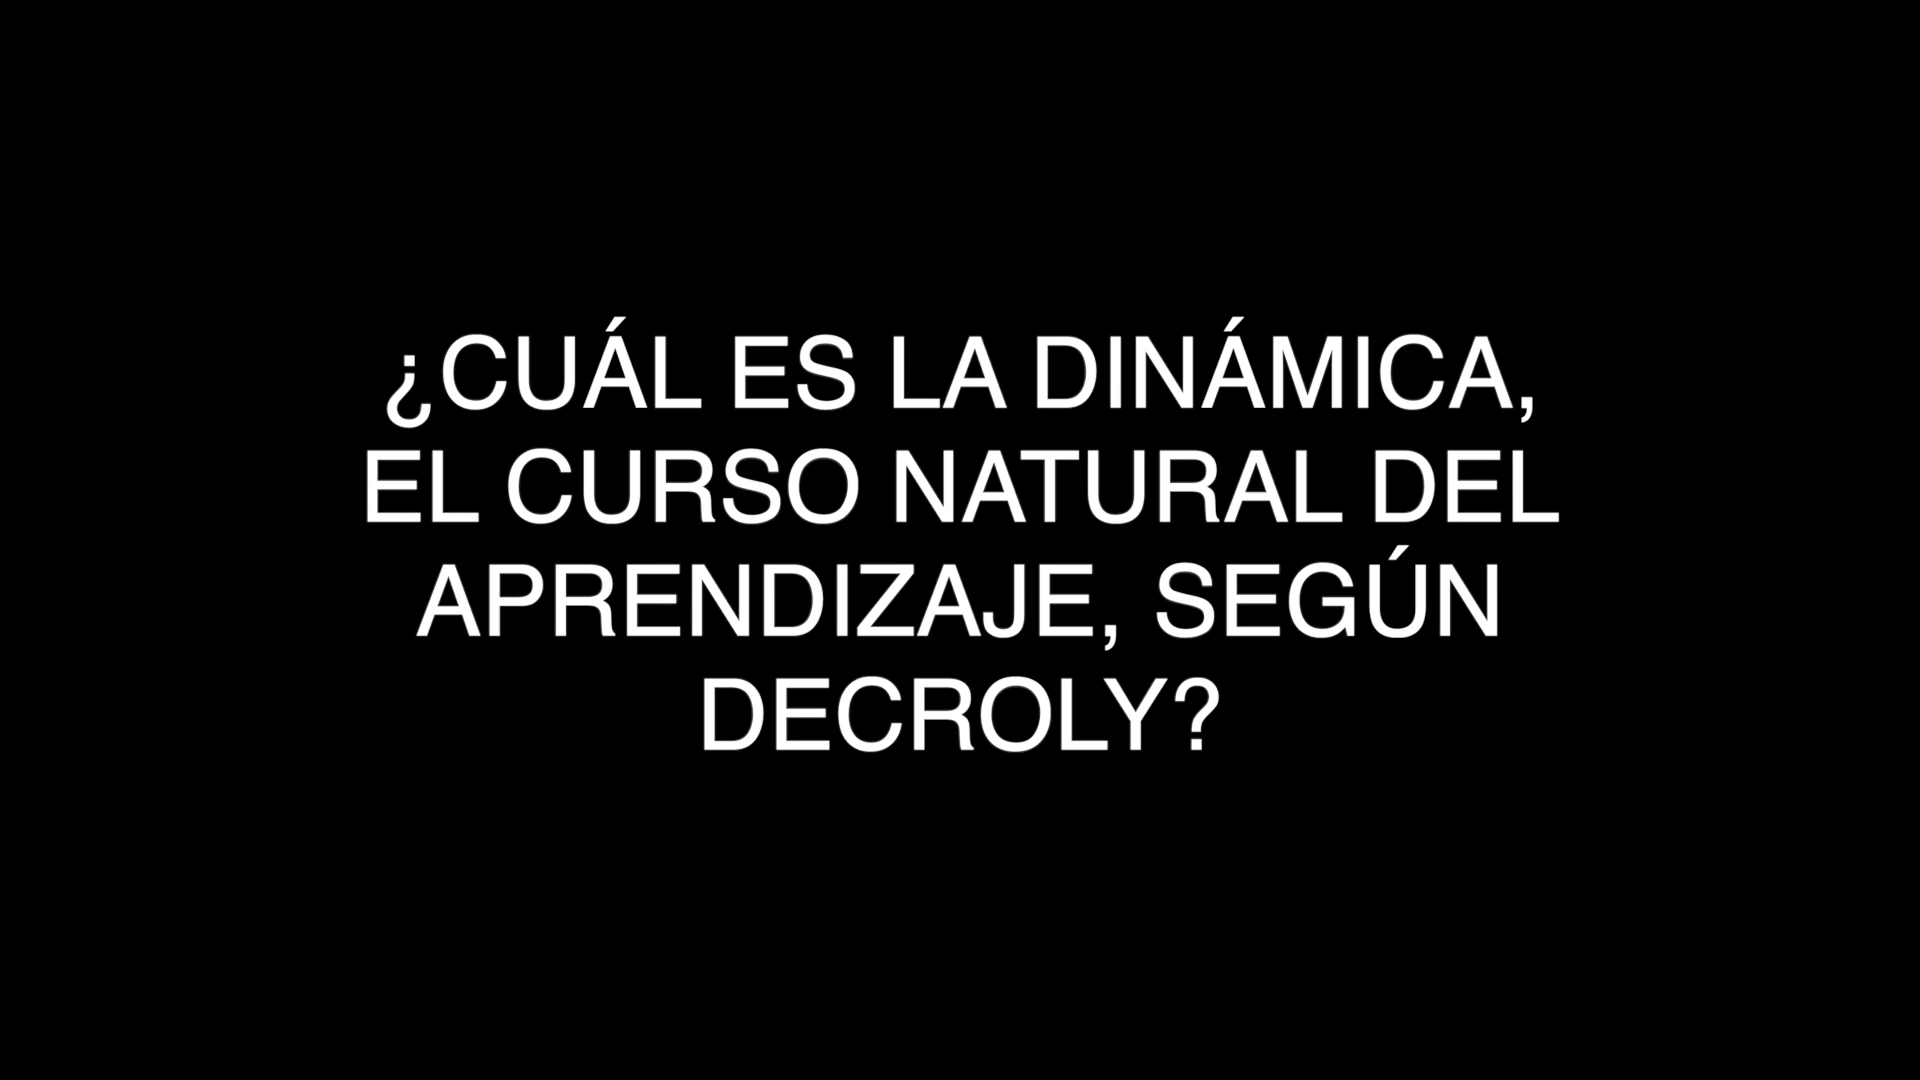 ¿CUÁL ES LA DINÁMICA,
EL CURSO NATURAL DEL
APRENDIZAJE, SEGÚN
DECROLY?